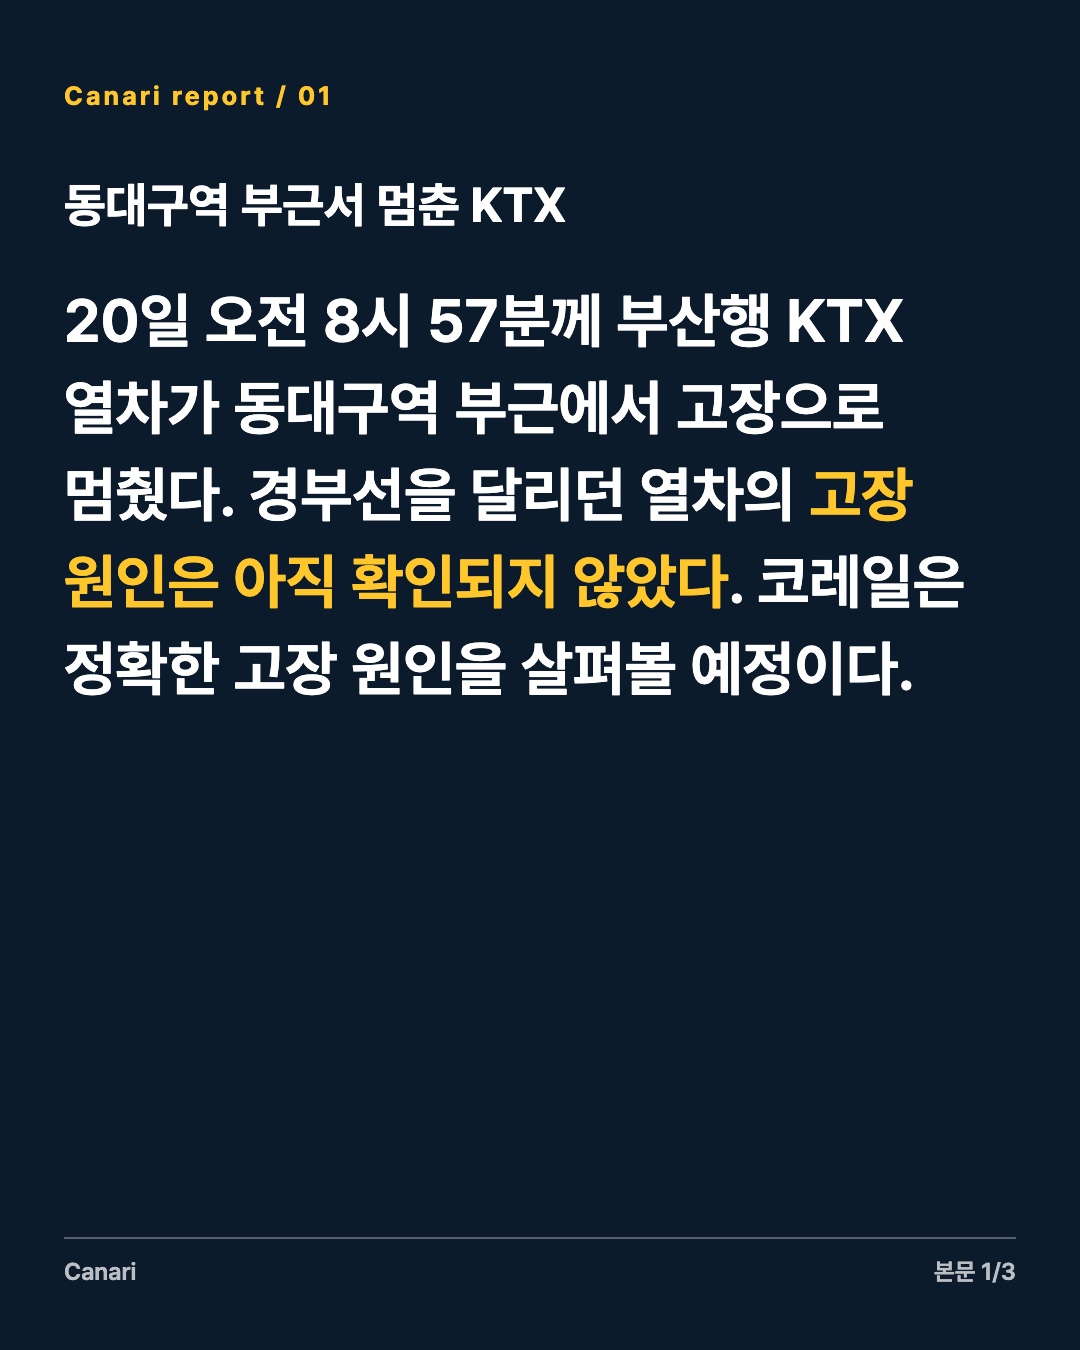 Canari report / 01
동대구역 부근서 멈춘 KTX
20일 오전 8시 57분께 부산행 KTX
열차가 동대구역 부근에서 고장으로
멈췄다. 경부선을 달리던 열차의 고장
원인은 아직 확인되지 않았다. 코레일은
정확한 고장 원인을 살펴볼 예정이다.
Canari
본문 1/3